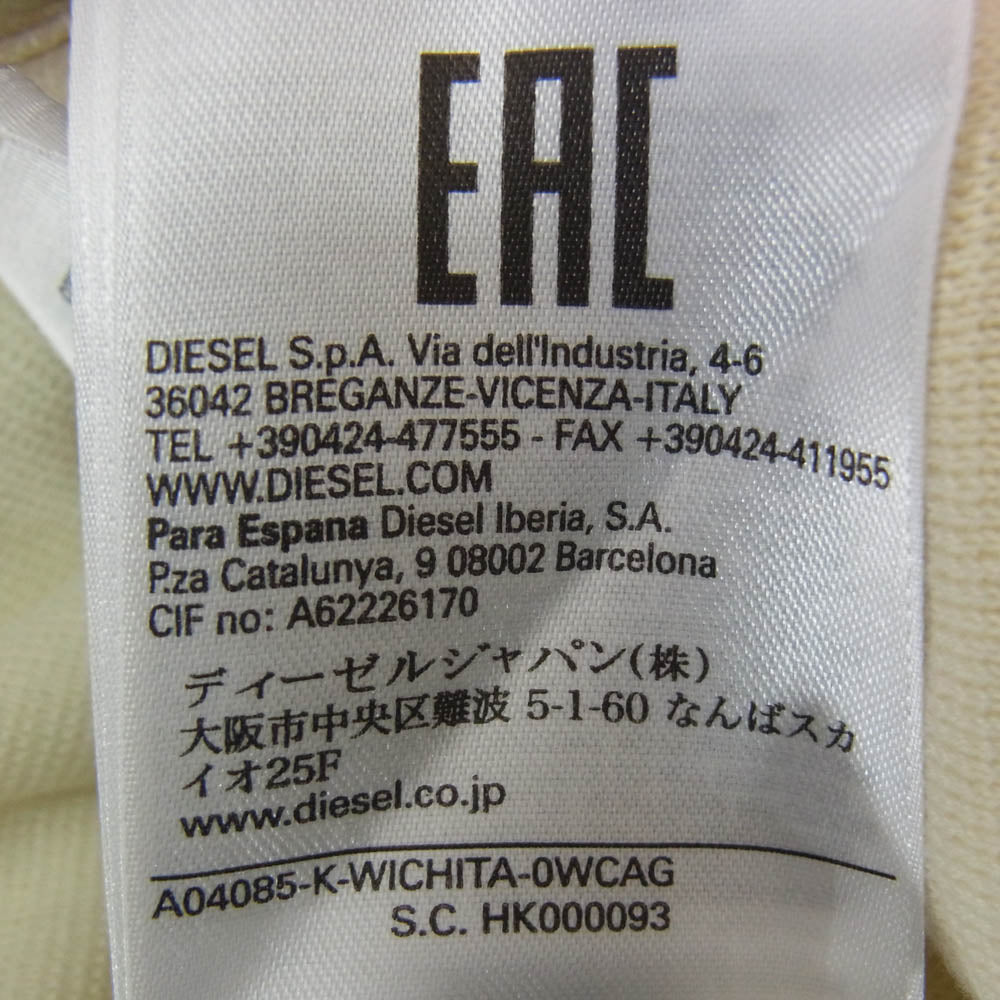 EAC
DIESEL S.p.A. Via dell'Industria, 4-6
36042 BREGANZE-VICENZA-ITALY
TEL +390424-477555 - FAX +390424-411955
WWW.DIESEL.COM
Para Espana Diesel Iberia, S.A.
P.za Catalunya, 9 08002 Barcelona
CIF no: A62226170
ディーゼルジャパン(株)
大阪市中央区難波 5-1-60 なんばスカ
イオ25F
www.diesel.co.jp
A04085-K-WICHITA-0WCAG
S.C. HK000093